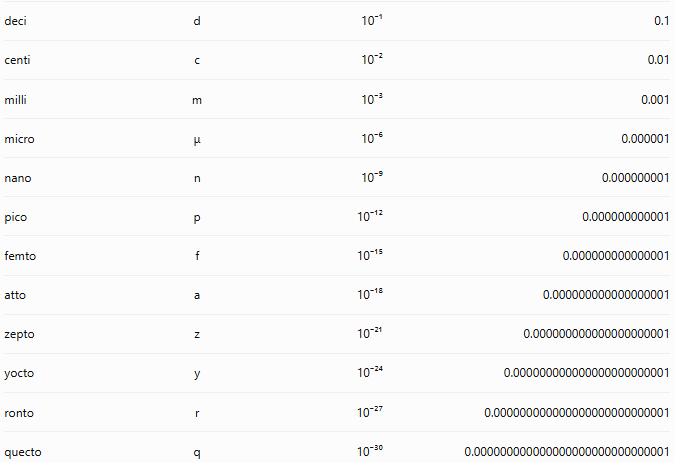 deci d 10⁻¹ 0.1
centi c 10⁻² 0.01
milli m 10⁻³ 0.001
micro μ 10⁻⁶ 0.000001
nano n 10⁻⁹ 0.000000001
pico p 10⁻¹² 0.000000000001
femto f 10⁻¹⁵ 0.000000000000001
atto a 10⁻¹⁸ 0.000000000000000001
zepto z 10⁻²¹ 0.000000000000000000001
yocto y 10⁻²⁴ 0.000000000000000000000001
ronto r 10⁻²⁷ 0.000000000000000000000000001
quecto q 10⁻³⁰ 0.000000000000000000000000000001